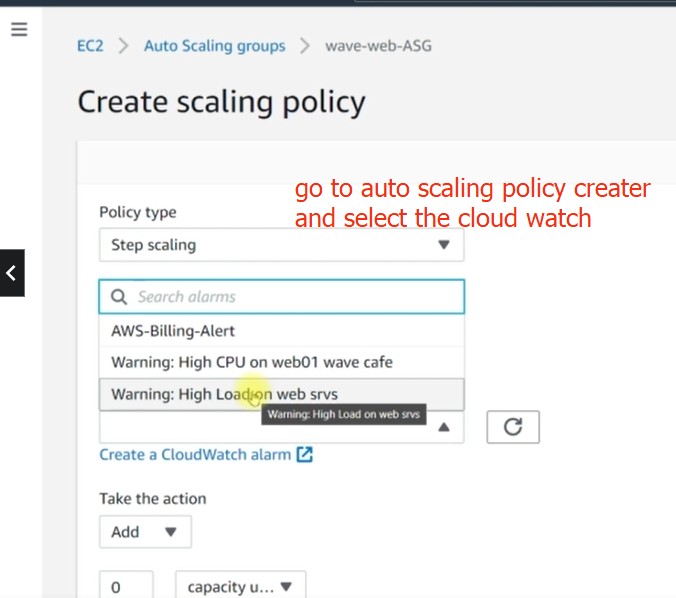 EC2 > Auto Scaling groups > wave-web-ASG
Create scaling policy
go to auto scaling policy creater
and select the cloud watch
Policy type
Step scaling
Search alarms
AWS-Billing-Alert
Warning: High CPU on web01 wave cafe
Warning: High Load on web srvs
Warning: High Load on web srvs
Create a CloudWatch alarm
Take the action
Add
0
capacity u...